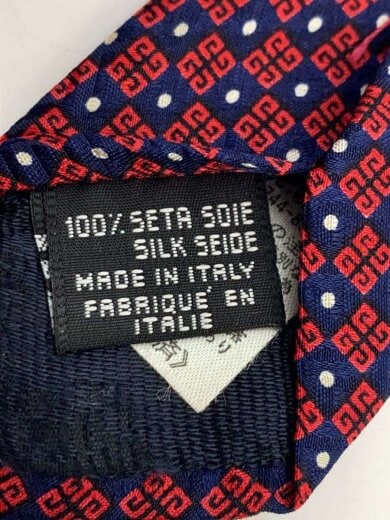 100% SETA SOIE
SILK SEIDE
MADE IN ITALY
FABRIQUE' EN
ITALIE